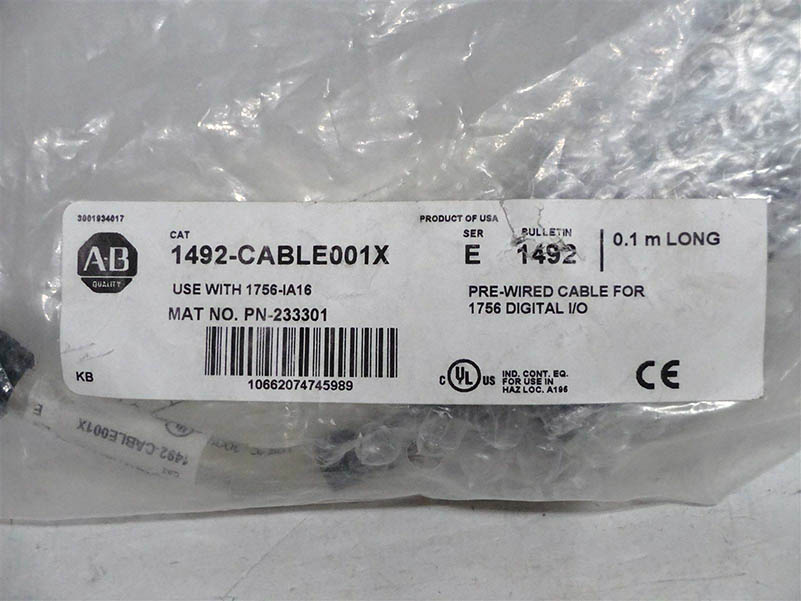 3001934017
PRODUCT OF USA
A-B
QUALITY
CAT
1492-CABLE001X
SER
E
BULLETIN
1492
0.1 m LONG
USE WITH 1756-IA16
MAT NO. PN-233301
PRE-WIRED CABLE FOR
1756 DIGITAL I/O
10662074745989
KB
C UL US
IND. CONT. EQ.
FOR USE IN
HAZ LOC. A196
CE
CAT
1492-CABLE001X
E